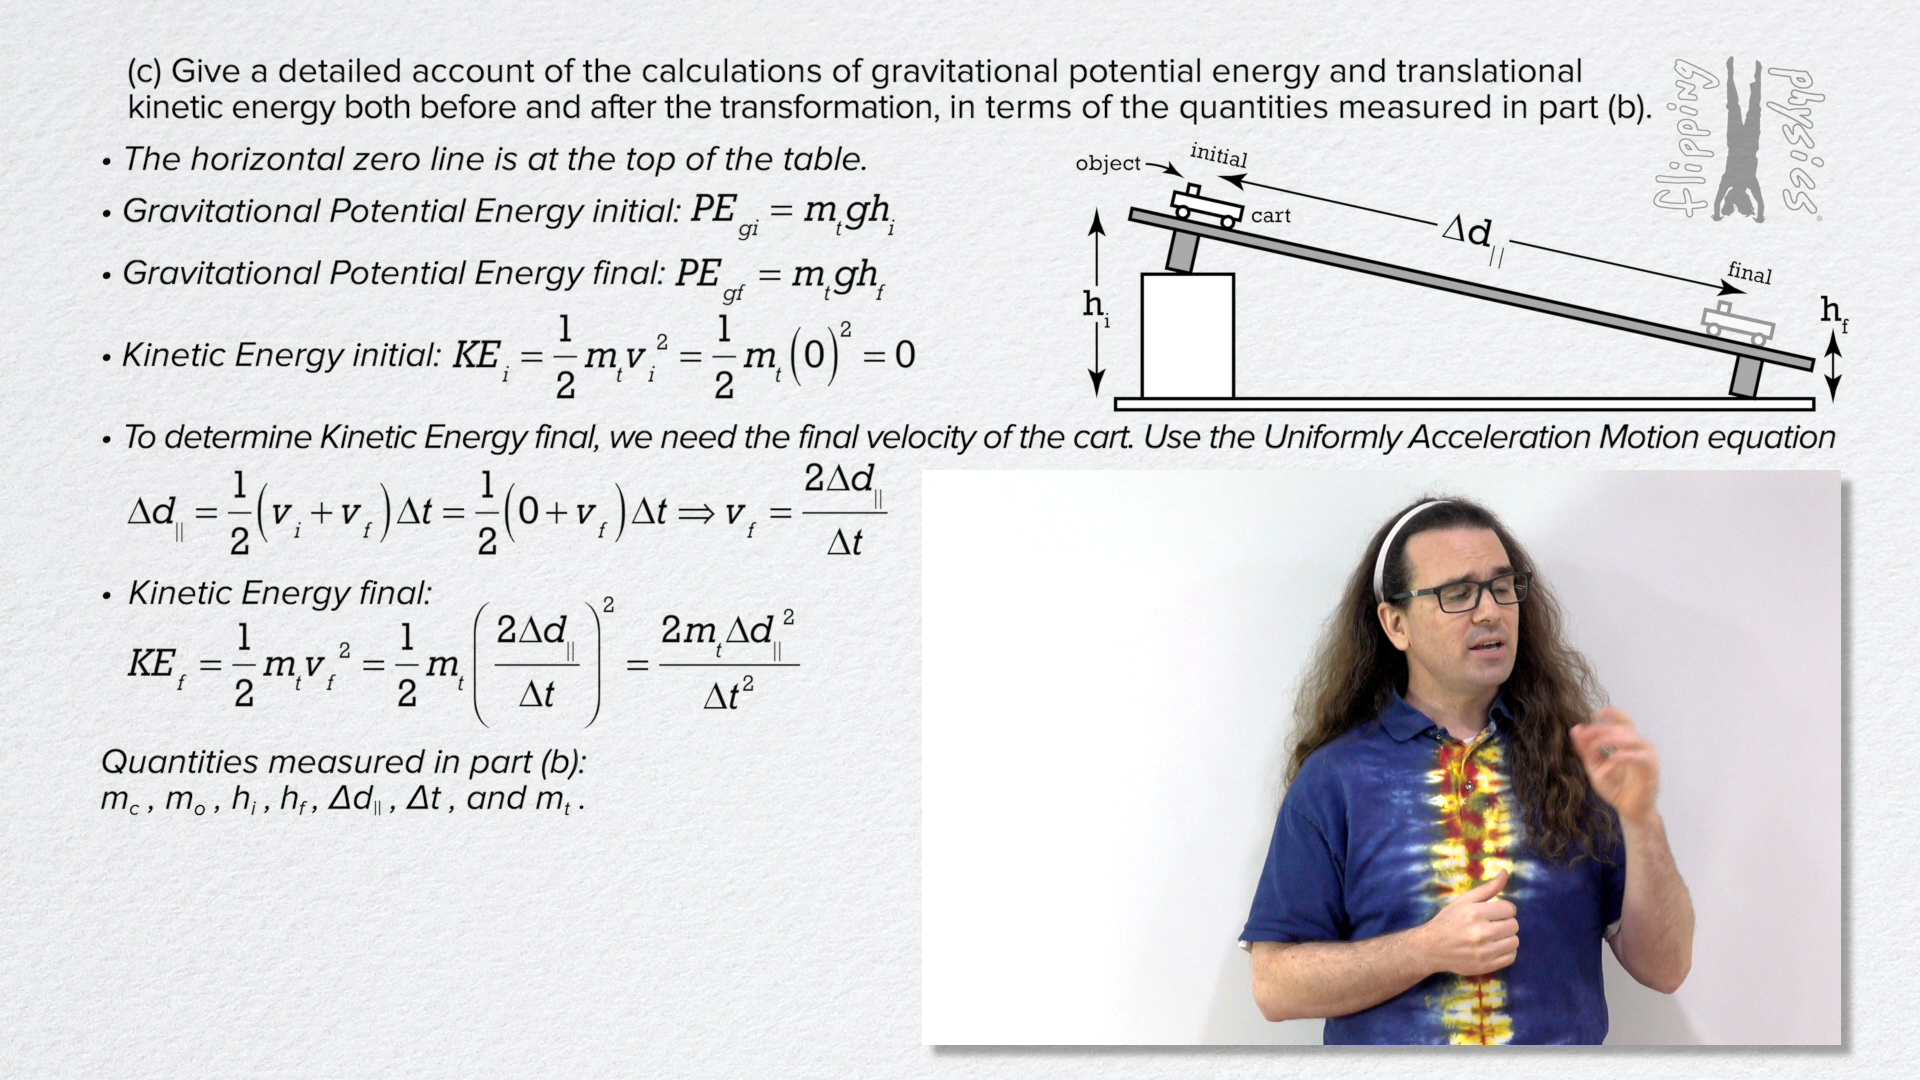 (c) Give a detailed account of the calculations of gravitational potential energy and translational
kinetic energy both before and after the transformation, in terms of the quantities measured in part (b).
flipping physics
• The horizontal zero line is at the top of the table.
• Gravitational Potential Energy initial: PE_gi = m_t g h_i
• Gravitational Potential Energy final: PE_gf = m_t g h_f
• Kinetic Energy initial: KE_i = 1/2 m_t v_i² = 1/2 m_t (0)² = 0
object
initial
cart
Δd_||
final
h_i
h_f
• To determine Kinetic Energy final, we need the final velocity of the cart. Use the Uniformly Acceleration Motion equation
Δd_|| = 1/2 (v_i + v_f) Δt = 1/2 (0 + v_f) Δt ⇒ v_f = 2Δd_|| / Δt
• Kinetic Energy final:
KE_f = 1/2 m_t v_f² = 1/2 m_t (2Δd_|| / Δt)² = 2m_t Δd_||² / Δt²
Quantities measured in part (b):
m_c , m_o , h_i , h_f , Δd_|| , Δt , and m_t .